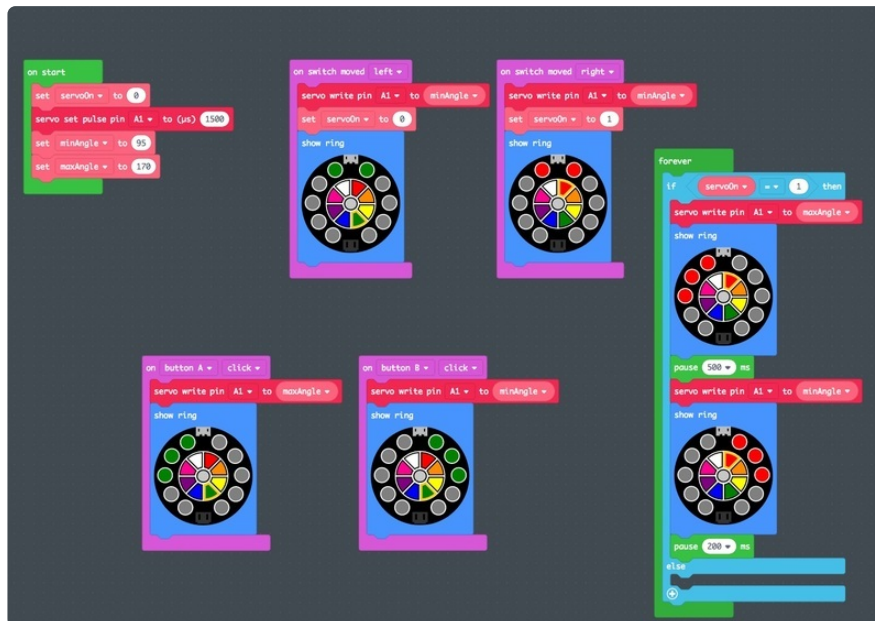 on start
set servoOn to 0
servo set pulse pin A1 to (µs) 1500
set minAngle to 95
set maxAngle to 170
on switch moved left
servo write pin A1 to minAngle
set servoOn to 0
show ring
on switch moved right
servo write pin A1 to minAngle
set servoOn to 1
show ring
on button A click
servo write pin A1 to maxAngle
show ring
on button B click
servo write pin A1 to minAngle
show ring
forever
if servoOn = 1 then
servo write pin A1 to maxAngle
show ring
pause 500 ms
servo write pin A1 to minAngle
show ring
pause 200 ms
else